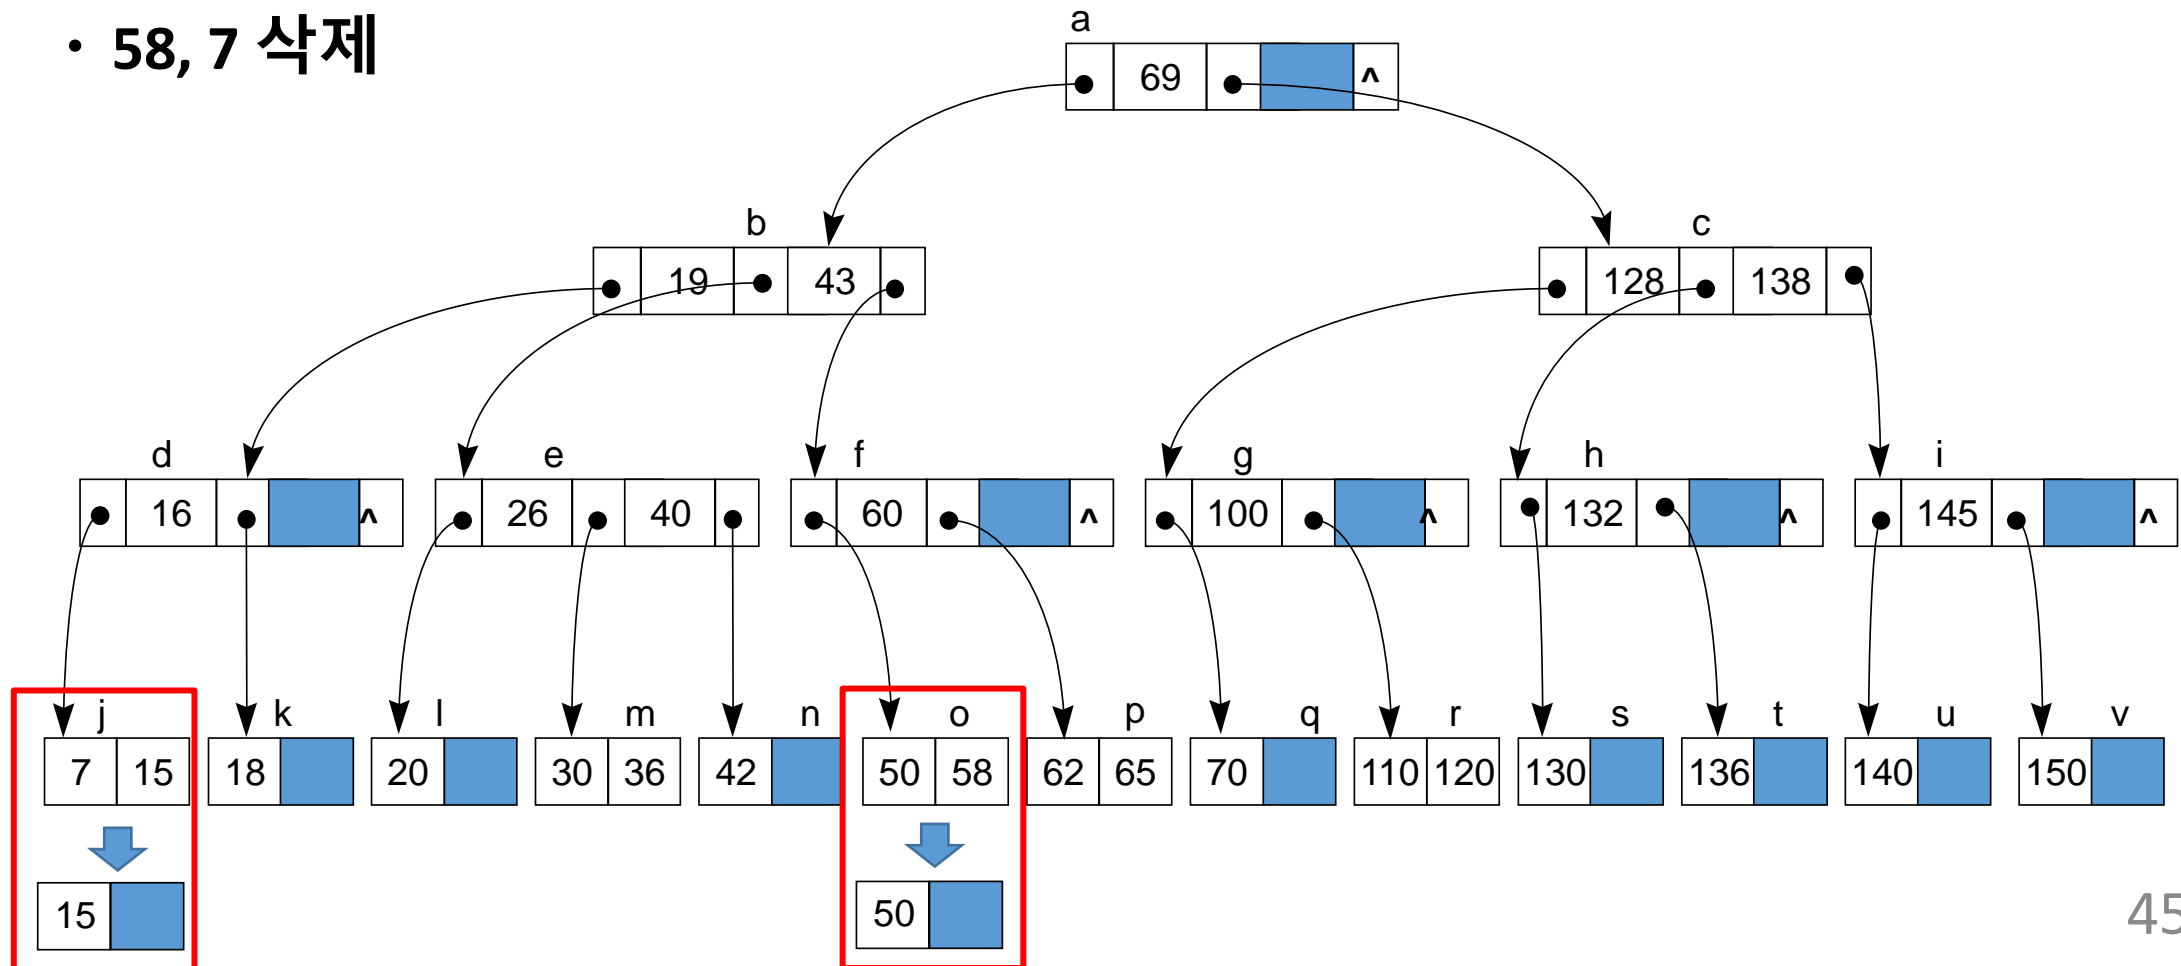 • 58, 7 삭제
a
69 ^
b
c
19 43
128 138
d e f g h i
16 ^ 26 40 60 ^ 100 ^ 132 ^ 145 ^
j k l m n o p q r s t u v
7 15 18 20 30 36 42 50 58 62 65 70 110 120 130 136 140 150
15 50
45